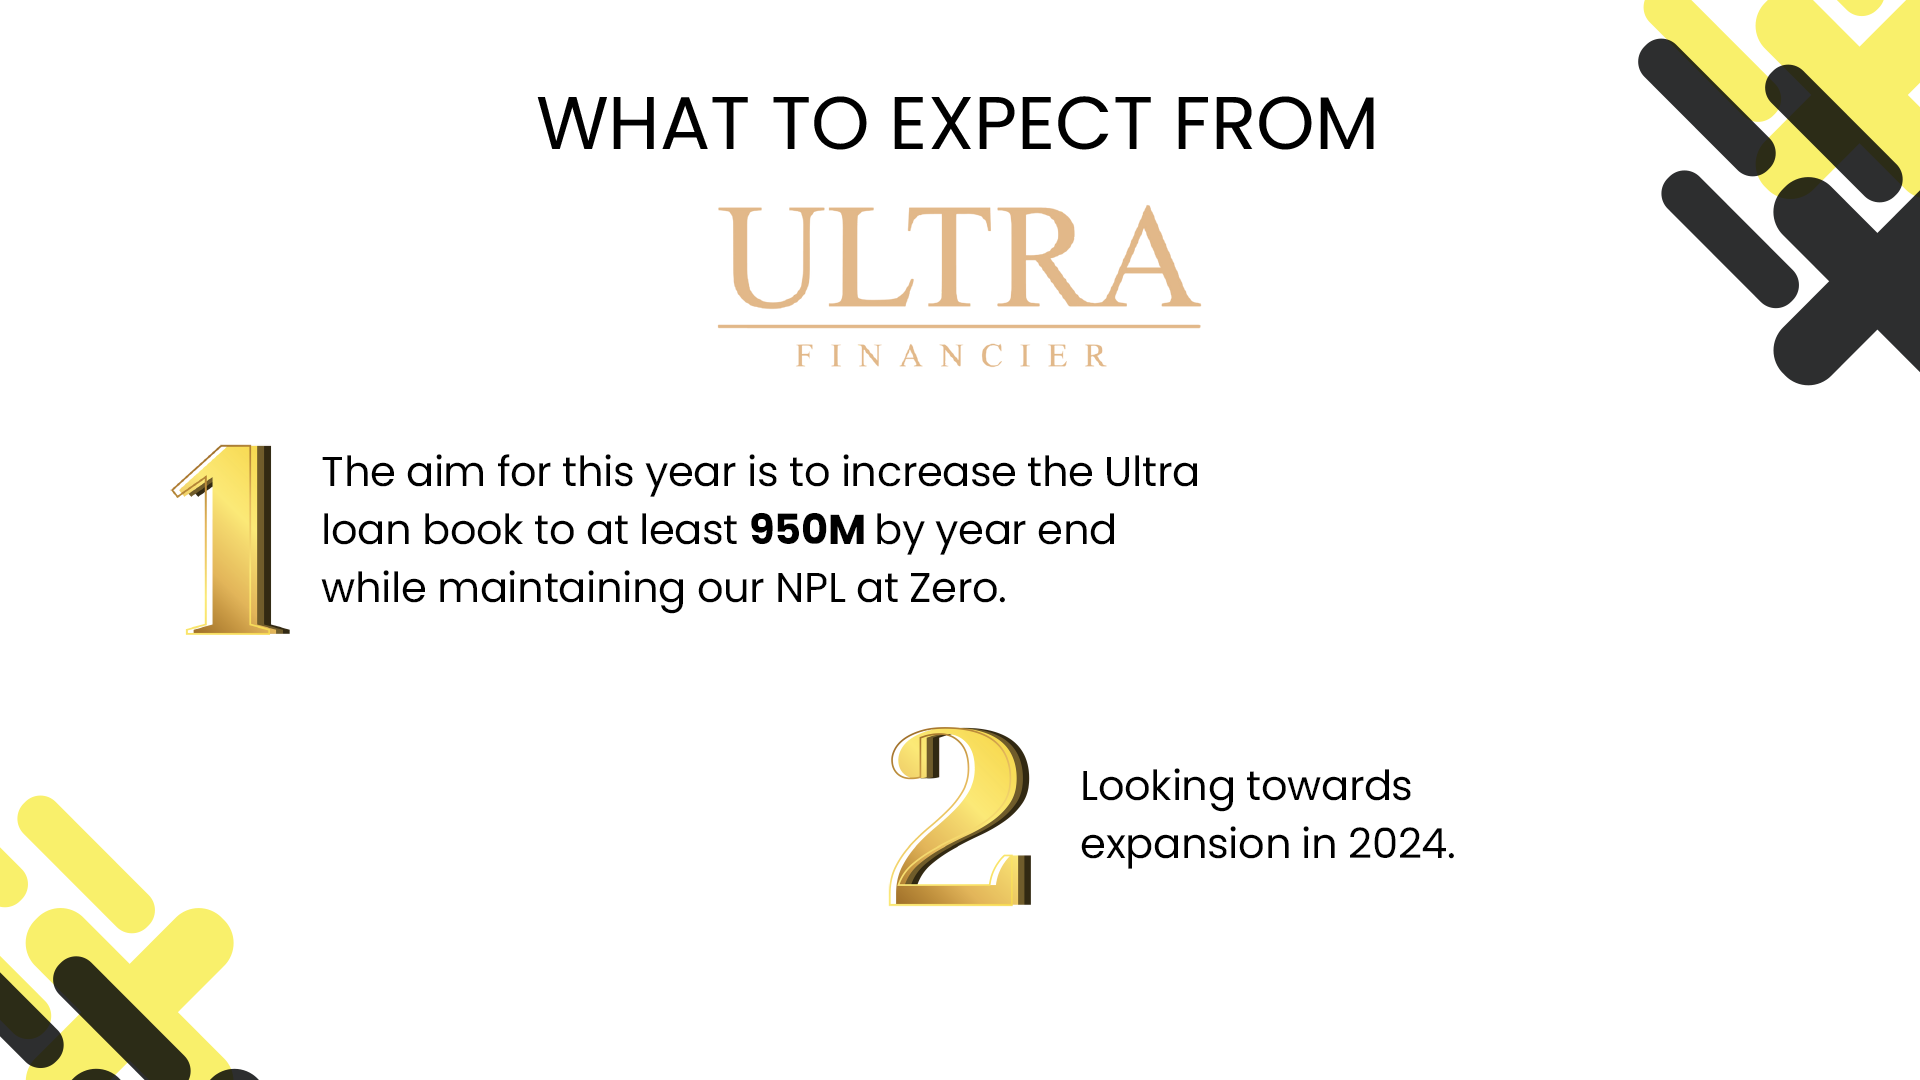 WHAT TO EXPECT FROM
ULTRA
FINANCIER
1
The aim for this year is to increase the Ultra
loan book to at least 950M by year end
while maintaining our NPL at Zero.
2
Looking towards
expansion in 2024.